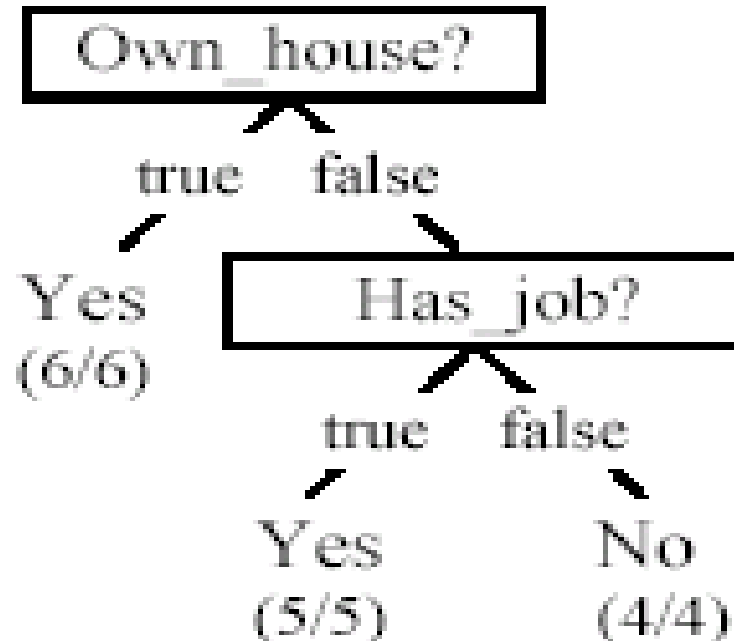 Own_house?
true false
Yes
(6/6)
Has_job?
true false
Yes No
(5/5) (4/4)